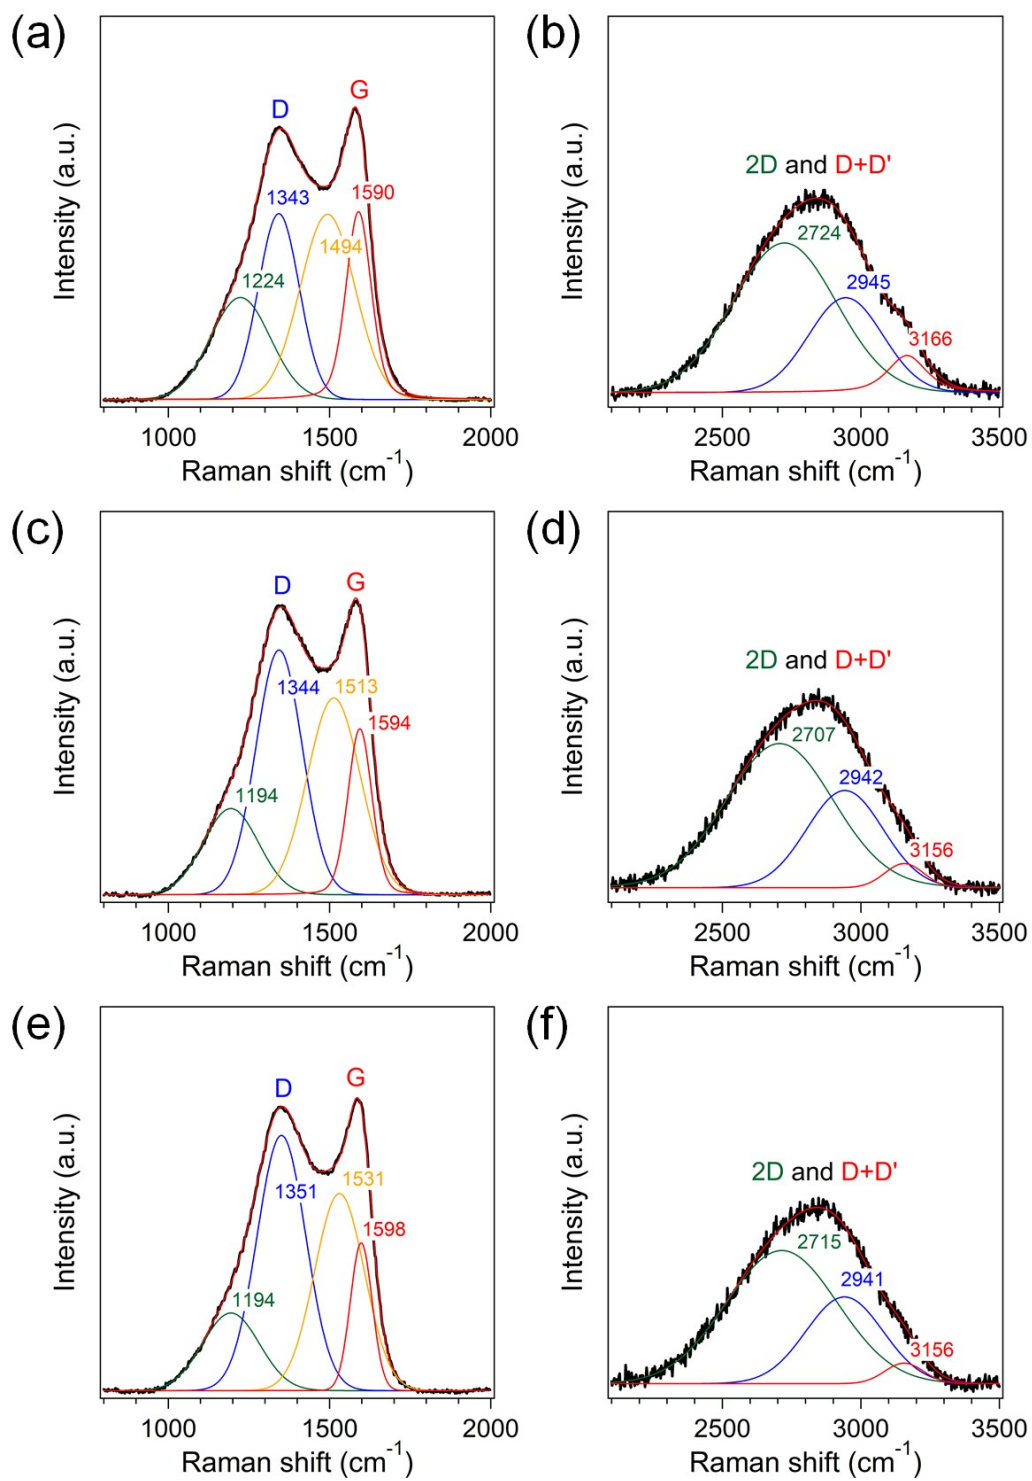 (a)
D
G
1343
1590
1494
1224
Intensity (a.u.)
1000 1500 2000
Raman shift (cm⁻¹)
(b)
2D and D+D'
2724
2945
3166
Intensity (a.u.)
2500 3000 3500
Raman shift (cm⁻¹)
(c)
D
G
1344
1513
1594
1194
Intensity (a.u.)
1000 1500 2000
Raman shift (cm⁻¹)
(d)
2D and D+D'
2707
2942
3156
Intensity (a.u.)
2500 3000 3500
Raman shift (cm⁻¹)
(e)
D
G
1351
1531
1598
1194
Intensity (a.u.)
1000 1500 2000
Raman shift (cm⁻¹)
(f)
2D and D+D'
2715
2941
3156
Intensity (a.u.)
2500 3000 3500
Raman shift (cm⁻¹)